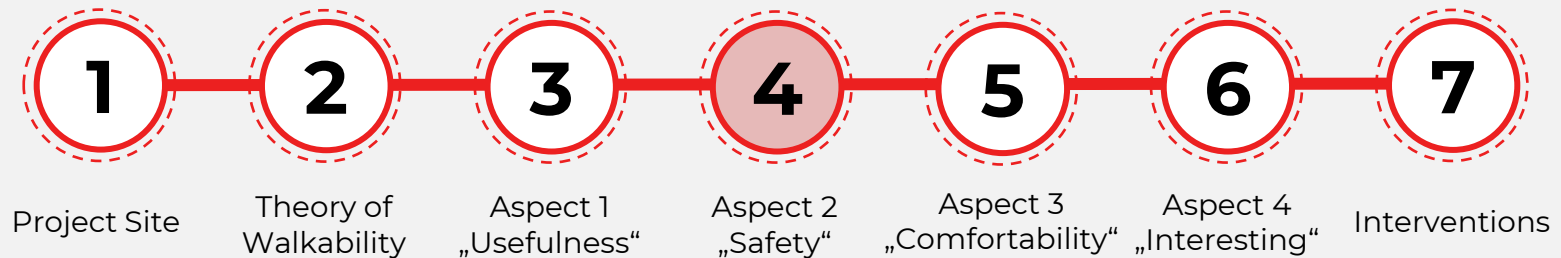 1
2
3
4
5
6
7
Project Site
Theory of
Walkability
Aspect 1
„Usefulness“
Aspect 2
„Safety“
Aspect 3
„Comfortability“
Aspect 4
„Interesting“
Interventions